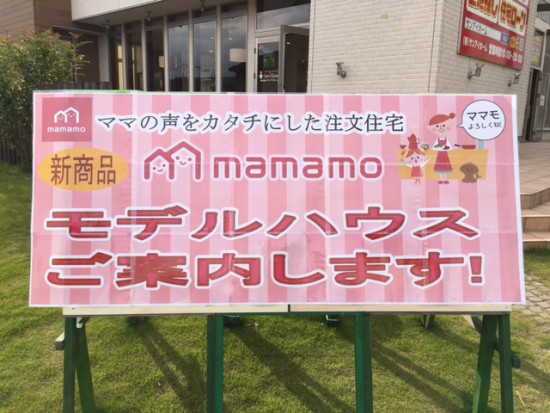 mamamo
ママの声をカタチにした注文住宅
ママモ
よろしくね!
新商品
mamamo
モデルハウス
ご案内します!